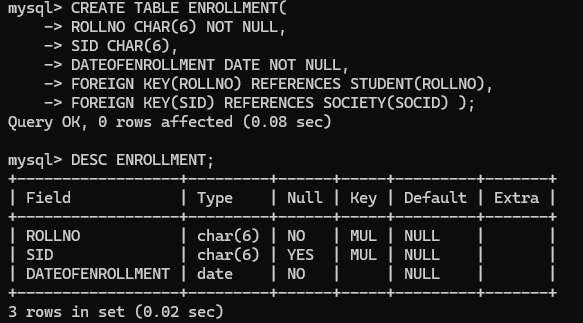 mysql> CREATE TABLE ENROLLMENT(
    -> ROLLNO CHAR(6) NOT NULL,
    -> SID CHAR(6),
    -> DATEOFENROLLMENT DATE NOT NULL,
    -> FOREIGN KEY(ROLLNO) REFERENCES STUDENT(ROLLNO),
    -> FOREIGN KEY(SID) REFERENCES SOCIETY(SOCID) );
Query OK, 0 rows affected (0.08 sec)

mysql> DESC ENROLLMENT;
+------------------+---------+------+-----+---------+-------+
| Field            | Type    | Null | Key | Default | Extra |
+------------------+---------+------+-----+---------+-------+
| ROLLNO           | char(6) | NO   | MUL | NULL    |       |
| SID              | char(6) | YES  | MUL | NULL    |       |
| DATEOFENROLLMENT | date    | NO   |     | NULL    |       |
+------------------+---------+------+-----+---------+-------+
3 rows in set (0.02 sec)